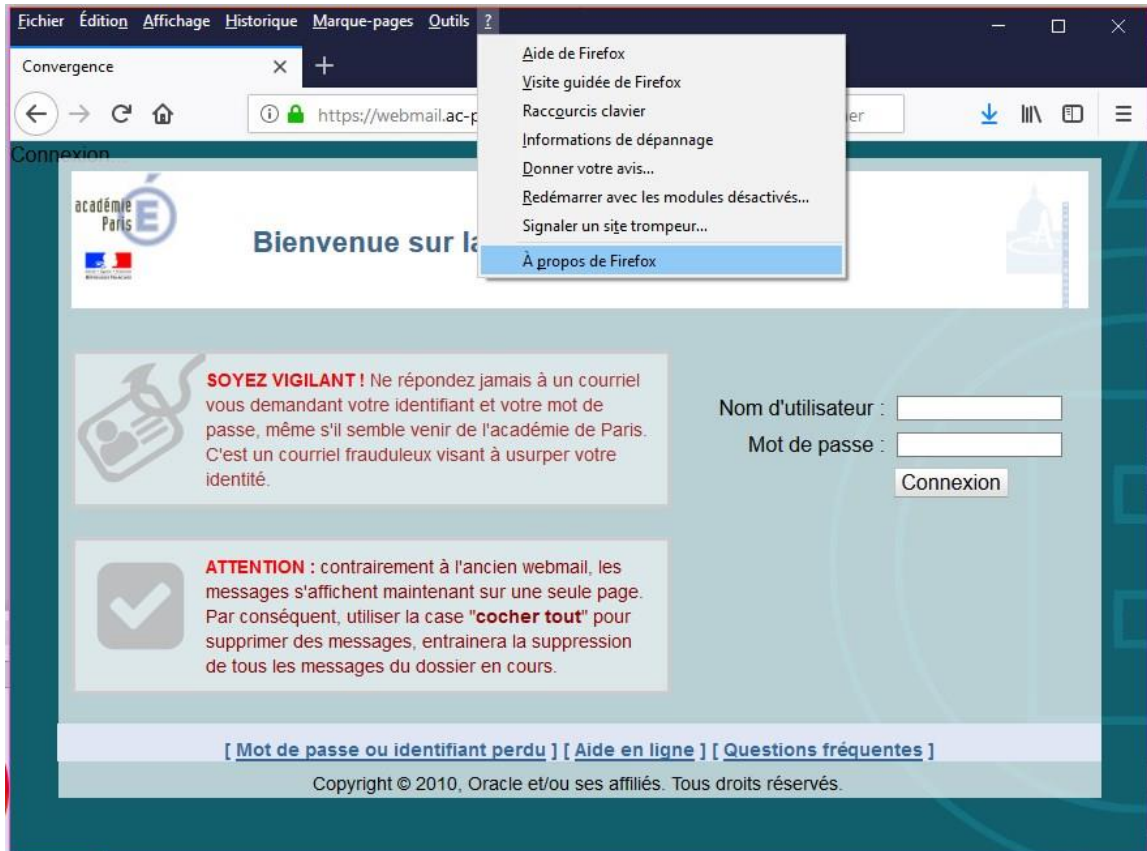 Fichier Édition Affichage Historique Marque-pages Outils ?
Convergence
Aide de Firefox
Visite guidée de Firefox
Raccourcis clavier
Informations de dépannage
Donner votre avis...
Redémarrer avec les modules désactivés...
Signaler un site trompeur...
À propos de Firefox
https://webmail.ac-p
er
Connexion...
académie
Paris
Bienvenue sur la
SOYEZ VIGILANT ! Ne répondez jamais à un courriel
vous demandant votre identifiant et votre mot de
passe, même s'il semble venir de l'académie de Paris.
C'est un courriel frauduleux visant à usurper votre
identité.
Nom d'utilisateur :
Mot de passe :
Connexion
ATTENTION : contrairement à l'ancien webmail, les
messages s'affichent maintenant sur une seule page.
Par conséquent, utiliser la case "cocher tout" pour
supprimer des messages, entrainera la suppression
de tous les messages du dossier en cours.
[ Mot de passe ou identifiant perdu ] [ Aide en ligne ] [ Questions fréquentes ]
Copyright © 2010, Oracle et/ou ses affiliés. Tous droits réservés.